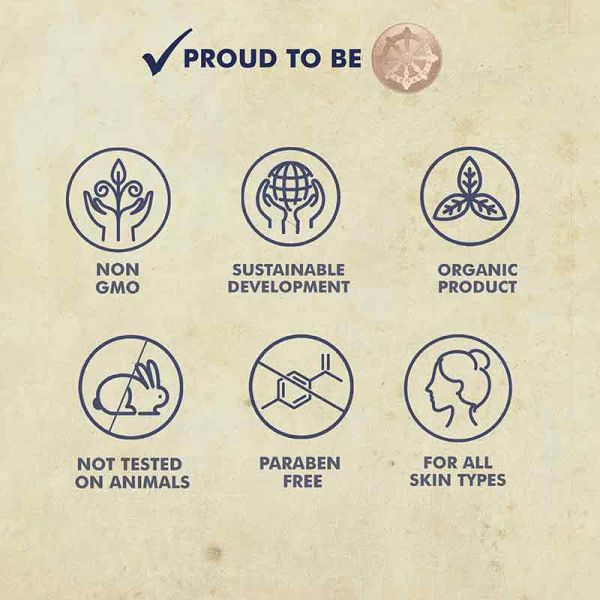 PROUD TO BE
NON
GMO
SUSTAINABLE
DEVELOPMENT
ORGANIC
PRODUCT
NOT TESTED
ON ANIMALS
PARABEN
FREE
FOR ALL
SKIN TYPES